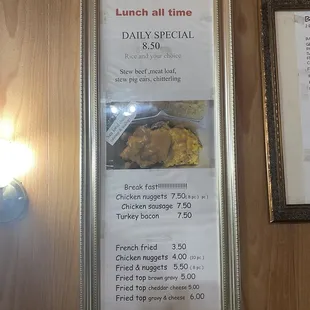 Lunch all time
DAILY SPECIAL
8.50
Rice and your choice
Stew beef ,meat loaf,
stew pig ears, chitterling
Break fast!!!!!!!!!!!!!!!!
Chicken nuggets 7.50
Chicken sausage 7.50
Turkey bacon 7.50
French fried 3.50
Chicken nuggets 4.00 (10 pc.)
Fried & nuggets 5.50
Fried top brown gravy 5.00
Fried top cheddar cheese 5.00
Fried top gravy & cheese 6.00